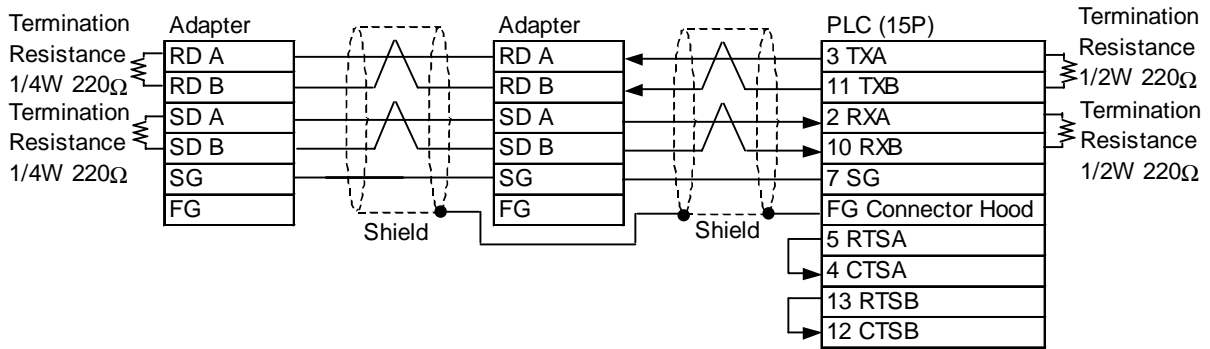 Termination
Resistance
1/4W 220Ω
Termination
Resistance
1/4W 220Ω
Adapter
RD A
RD B
SD A
SD B
SG
FG
Shield
Adapter
RD A
RD B
SD A
SD B
SG
FG
Shield
PLC (15P)
3 TXA
11 TXB
2 RXA
10 RXB
7 SG
FG Connector Hood
5 RTSA
4 CTSA
13 RTSB
12 CTSB
Termination
Resistance
1/2W 220Ω
Termination
Resistance
1/2W 220Ω